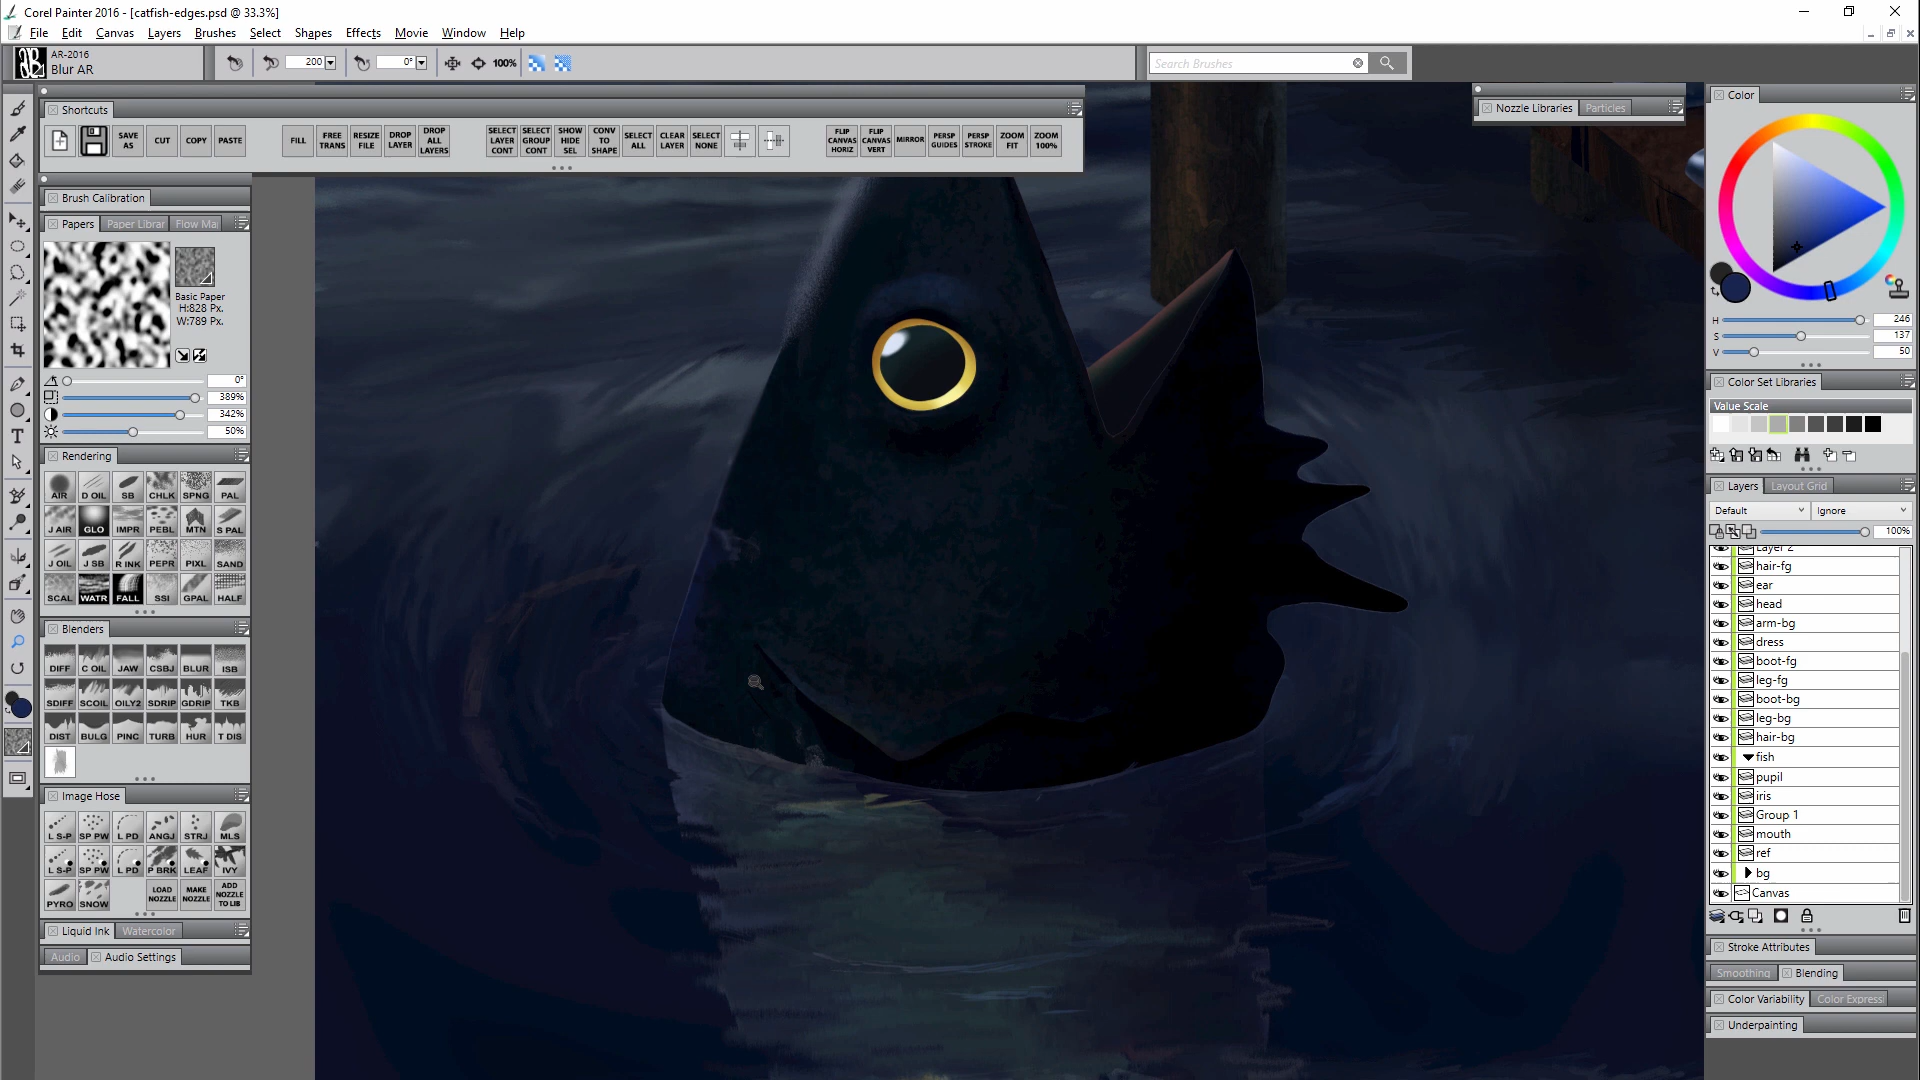 Corel Painter 2016 - [catfish-edges.psd @ 33.3%]
File Edit Canvas Layers Brushes Select Shapes Effects Movie Window Help
AR-2016
Blur AR
200 0° 100%
Search Brushes
Shortcuts
SAVE AS CUT COPY PASTE FILL FREE TRANS RESIZE FILE DROP LAYER DROP ALL LAYERS SELECT LAYER CONT SELECT GROUP CONT SHOW HIDE SEL CONV TO SHAPE SELECT ALL CLEAR LAYER SELECT NONE FLIP CANVAS HORIZ FLIP CANVAS VERT MIRROR PERSP GUIDES PERSP STROKE ZOOM FIT ZOOM 100%
Nozzle Libraries Particles
Brush Calibration
Papers Paper Librar Flow Ma
Basic Paper
H:828 Px.
W:789 Px.
0°
389%
342%
50%
Rendering
AIR D OIL SB CHLK SPNG PAL
J AIR GLO IMPR PEBL MTN S PAL
J OIL J SB R INK PEPR PIXL SAND
SCAL WATR FALL SSI GPAL HALF
Blenders
DIFF C OIL JAW CSBJ BLUR ISB
SDIFF SCOIL OILY2 SDRIP GDRIP TKB
DIST BULG PINC TURB HUR T DIS
Image Hose
L S-P SP PW L PD ANGJ STRJ MLS
L S-P SP PW L PD P BRK LEAF IVY
PYRO SNOW LOAD NOZZLE MAKE NOZZLE ADD NOZZLE TO LIB
Liquid Ink Watercolor
Audio Audio Settings
Color
H 246
S 137
V 50
Color Set Libraries
Value Scale
Layers Layout Grid
Default Ignore
100%
Layer 2
hair-fg
ear
head
arm-bg
dress
boot-fg
leg-fg
boot-bg
leg-bg
hair-bg
fish
pupil
iris
Group 1
mouth
ref
bg
Canvas
Stroke Attributes
Smoothing Blending
Color Variability Color Express
Underpainting